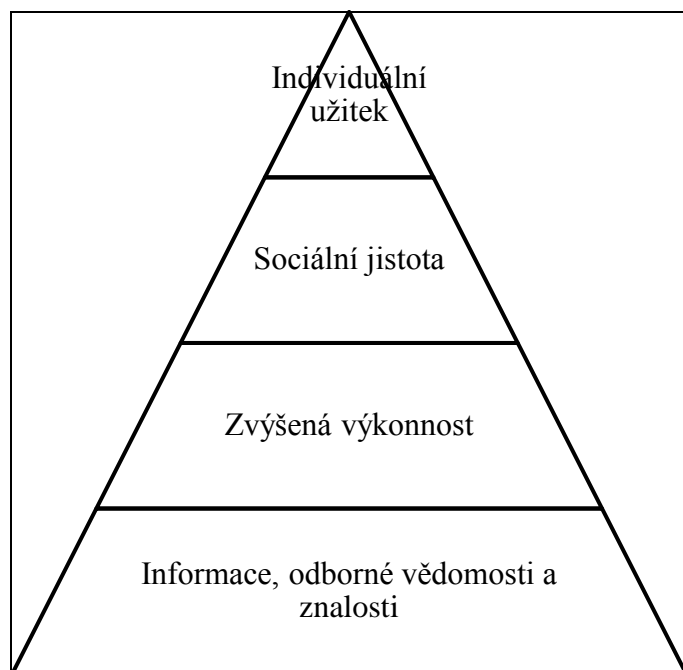 Individuální
užitek
Sociální jistota
Zvýšená výkonnost
Informace, odborné vědomosti a
znalosti